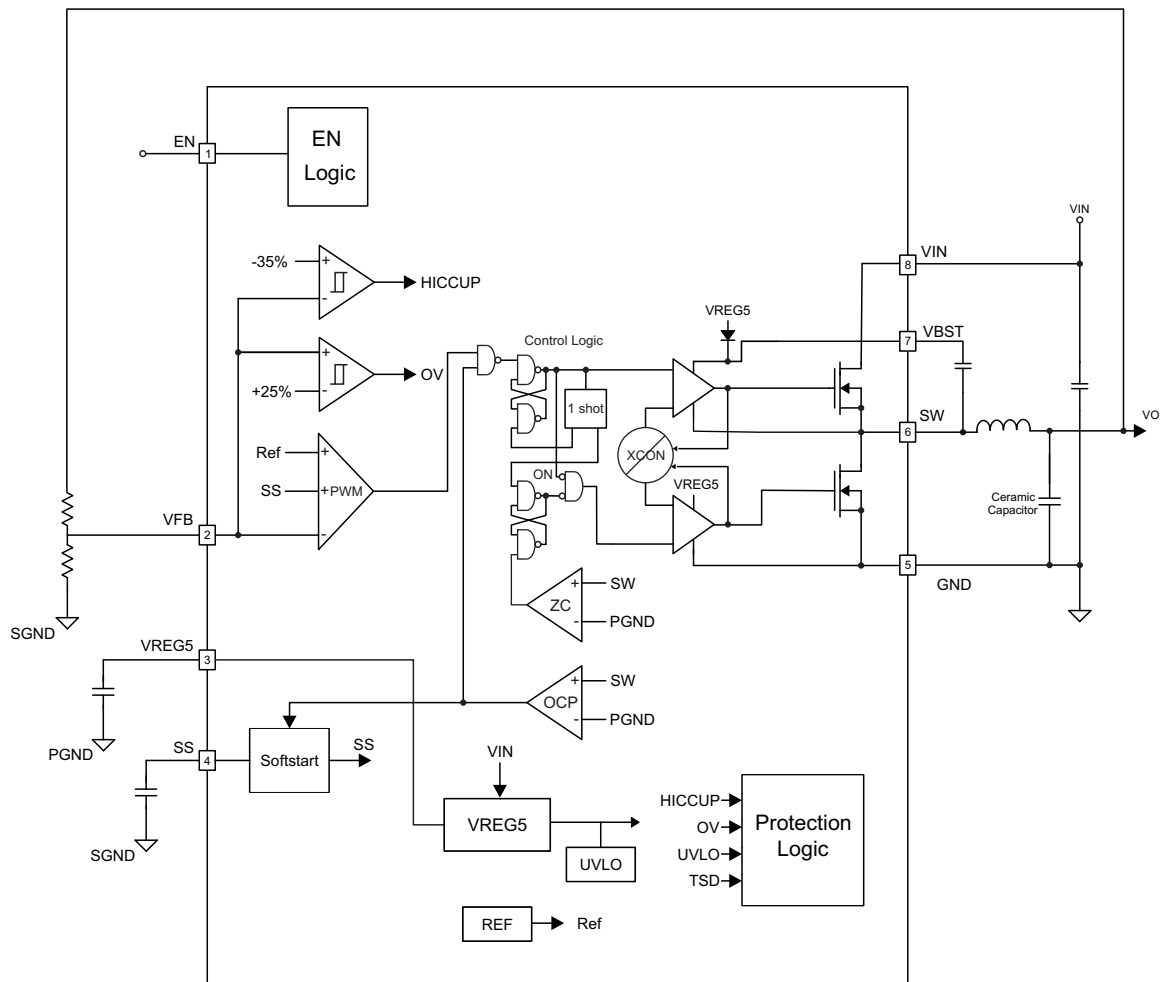 EN
1
EN
Logic
-35%
+
-
HICCUP
+
+25%
-
OV
Ref
+
SS
+PWM
-
VFB
2
SGND
Control Logic
1 shot
ON
VREG5
XCON
VREG5
VIN
8
VIN
VBST
7
SW
6
VO
Ceramic
Capacitor
5
GND
+
SW
ZC
-
PGND
VREG5
3
PGND
+
SW
OCP
-
PGND
SS
4
Softstart
SS
SGND
VIN
VREG5
UVLO
HICCUP
OV
UVLO
TSD
Protection
Logic
REF
Ref